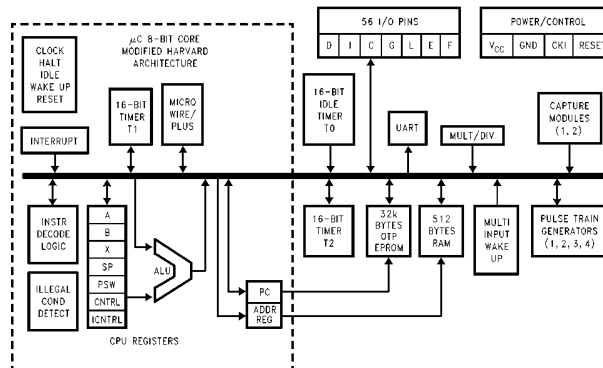 56 I/O PINS
D I C G L E F
POWER/CONTROL
VCC GND CKI RESET
μC 8-BIT CORE
MODIFIED HARVARD
ARCHITECTURE
CLOCK
HALT
IDLE
WAKE UP
RESET
16-BIT
TIMER
T1
MICRO
WIRE/
PLUS
16-BIT
IDLE
TIMER
T0
UART
MULT/DIV
CAPTURE
MODULES
(1, 2)
INTERRUPT
INSTR
DECODE
LOGIC
ILLEGAL
COND
DETECT
A
B
X
SP
PSW
CNTRL
ICNTRL
CPU REGISTERS
ALU
PC
ADDR
REG
16-BIT
TIMER
T2
32k
BYTES
OTP
EPROM
512
BYTES
RAM
MULTI
INPUT
WAKE
UP
PULSE TRAIN
GENERATORS
(1, 2, 3, 4)